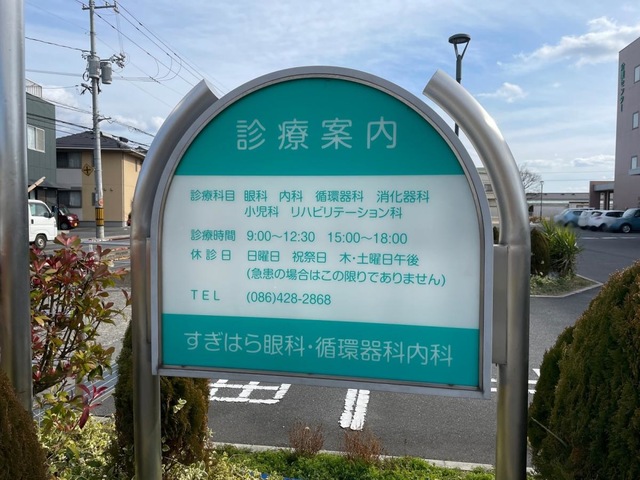 診療案内
診療科目 眼科 内科 循環器科 消化器科
小児科 リハビリテーション科
診療時間 9:00～12:30 15:00～18:00
休診日 日曜日 祝祭日 木・土曜日午後
(急患の場合はこの限りでありません)
TEL (086)428-2868
すぎはら眼科・循環器科内科